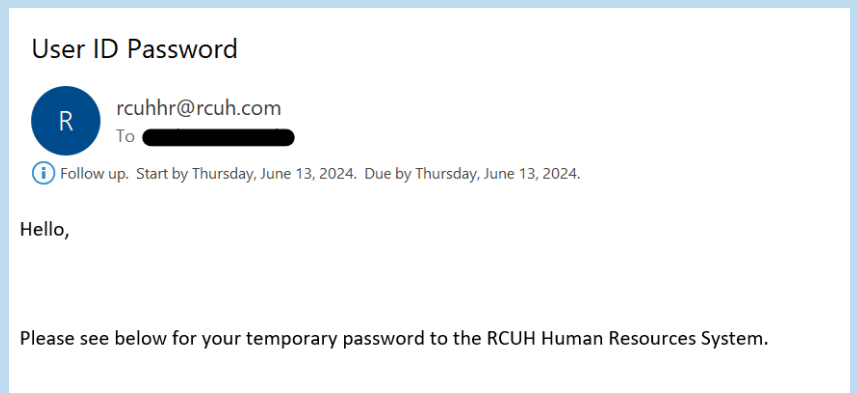 User ID Password
R
rcuhhr@rcuh.com
To
Follow up. Start by Thursday, June 13, 2024. Due by Thursday, June 13, 2024.
Hello,
Please see below for your temporary password to the RCUH Human Resources System.